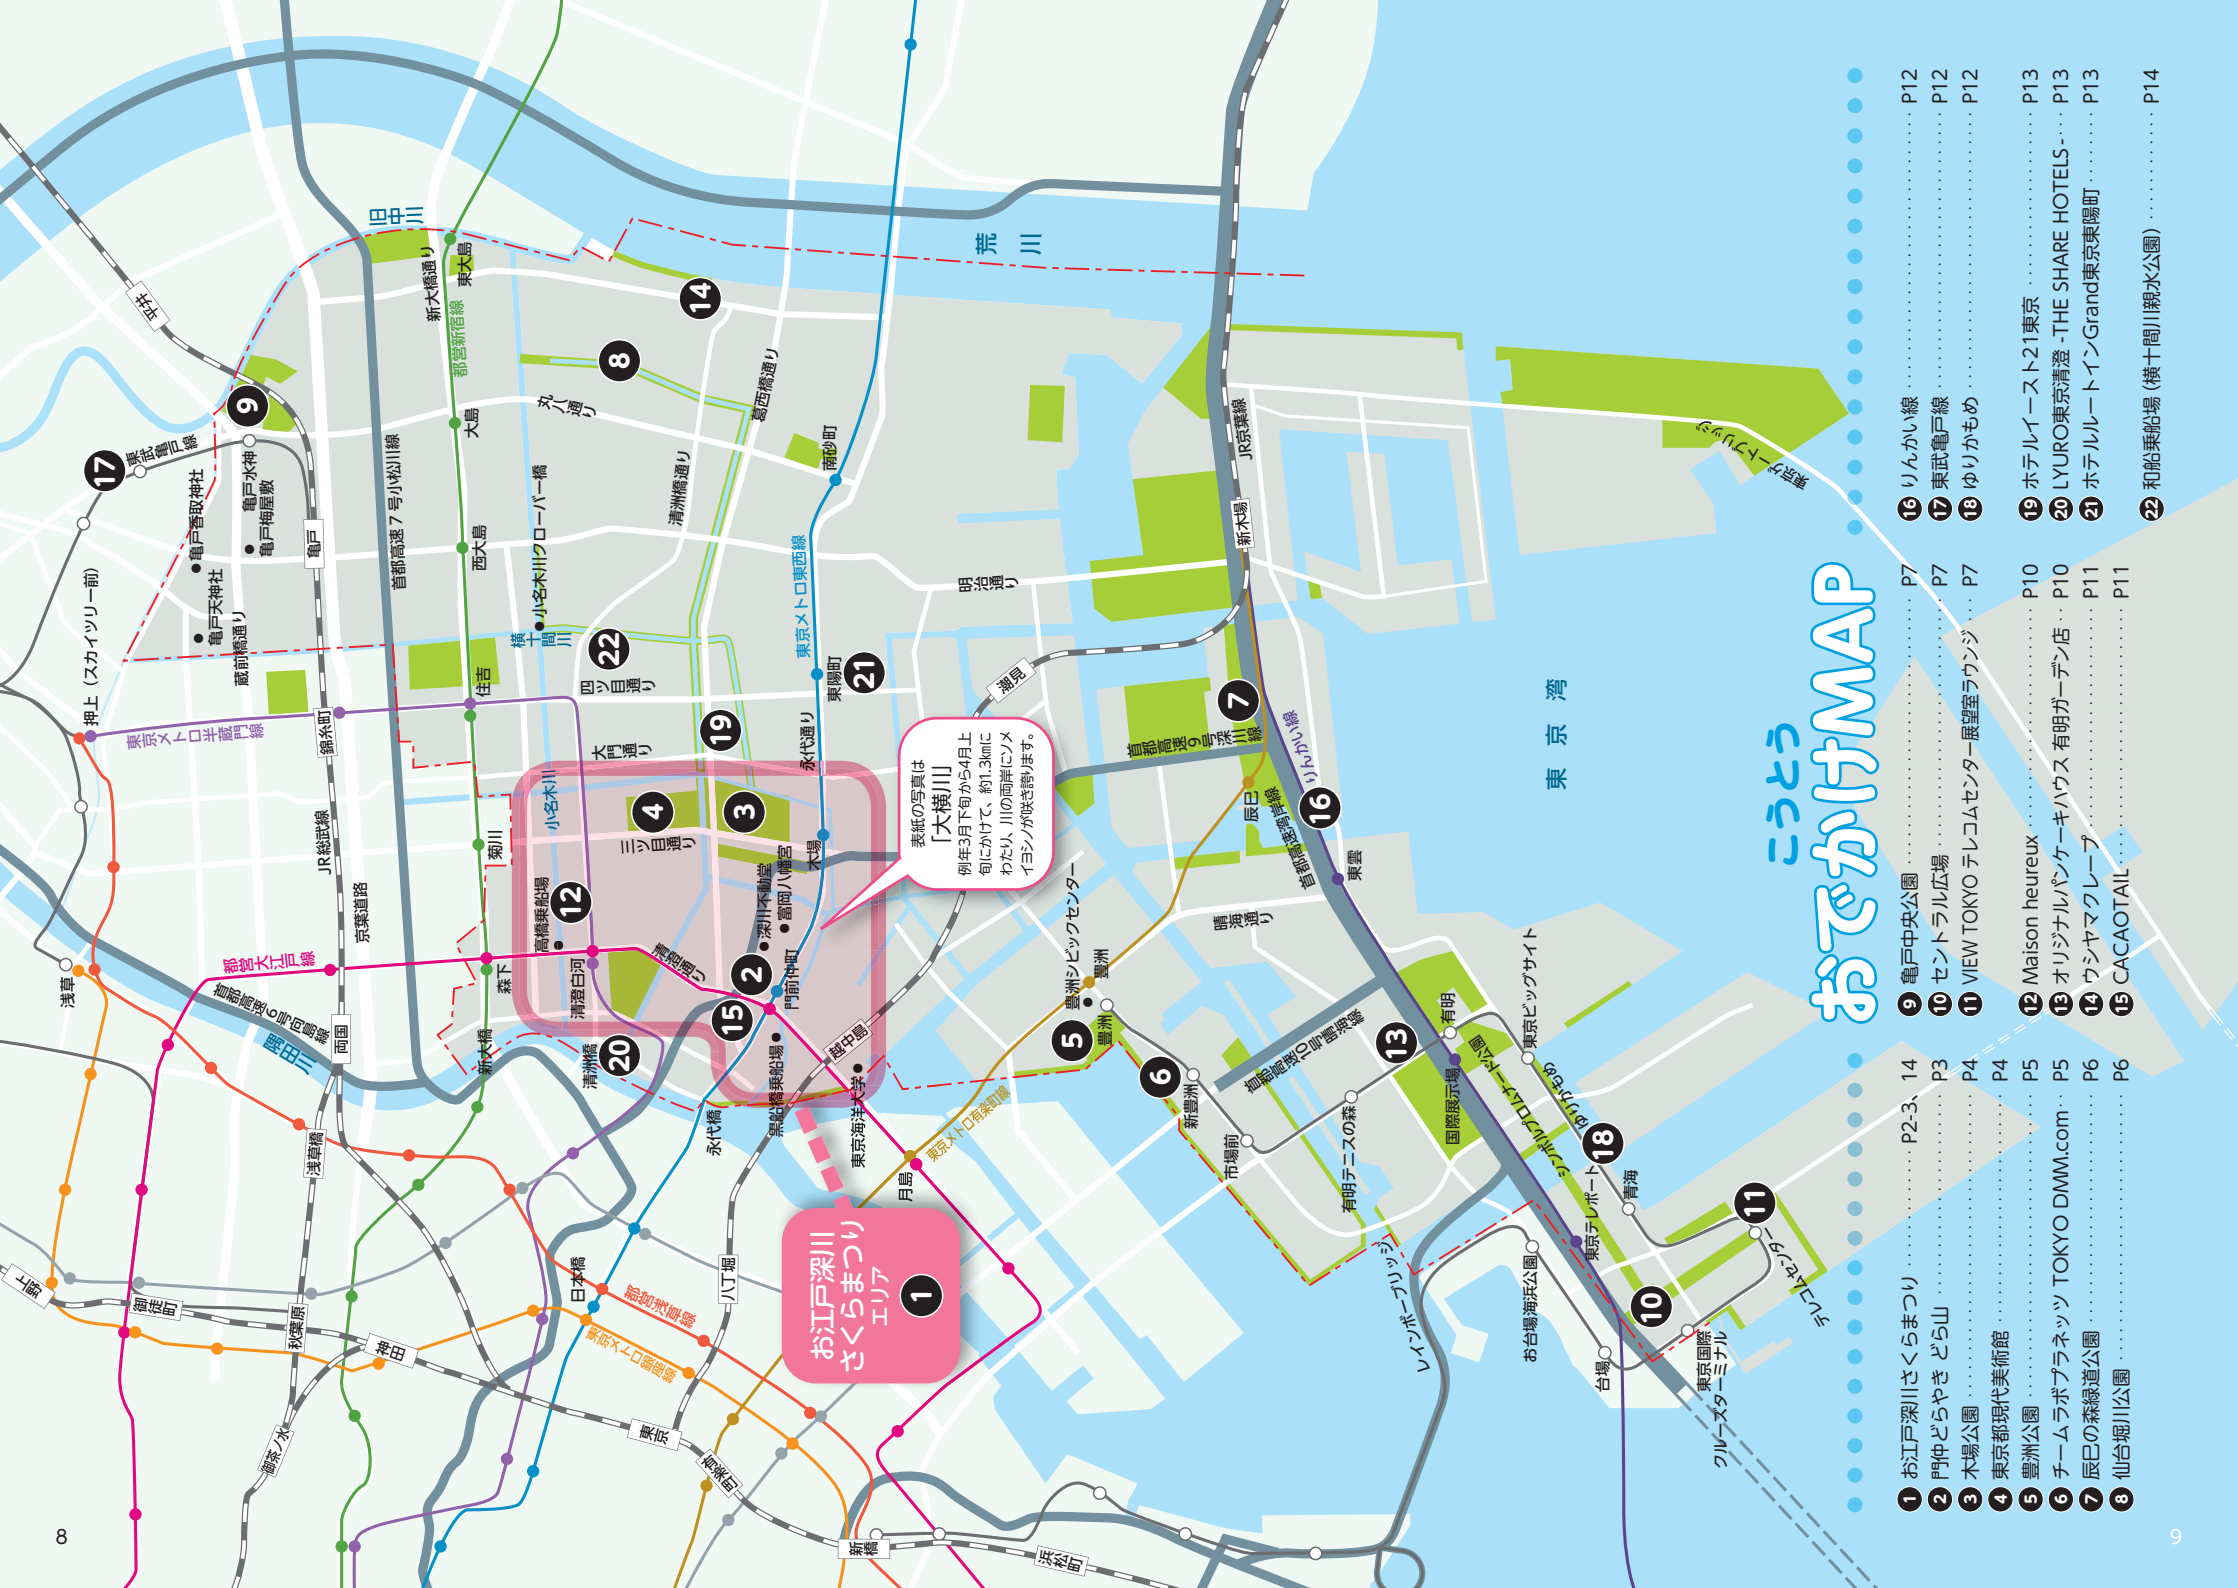 こうとう
おでかけMAP
1 お江戸深川さくらまつり P2-3、14
2 門仲どらやき どら山 P3
3 木場公園 P4
4 東京都現代美術館 P4
5 豊洲公園 P5
6 チームラボプラネッツ TOKYO DMM.com P5
7 辰巳の森緑道公園 P6
8 仙台堀川公園 P6
9 亀戸中央公園 P7
10 セントラル広場 P7
11 VIEW TOKYO テレコムセンター展望室ラウンジ P7
12 Maison heureux P10
13 オリジナルパンケーキハウス 有明ガーデン店 P10
14 ウシヤマクレープ P11
15 CACAOTAIL P11
16 りんかい線 P12
17 東武亀戸線 P12
18 ゆりかもめ P12
19 ホテルイースト21東京 P13
20 LYURO東京清澄 -THE SHARE HOTELS- P13
21 ホテルルートインGrand東京東陽町 P13
22 和船乗船場（横十間川親水公園） P14
表紙の写真は
「大横川」
例年3月下旬から4月上
旬にかけて、約1.3㎞に
わたり、川の両岸にソメ
イヨシノが咲き誇ります。
お江戸深川
さくらまつり
エリア
1
2
3
4
5
6
7
8
9
10
11
12
13
14
15
16
17
18
19
20
21
22
平井
旧中川
荒川
新大橋通り
東大島
都営新宿線
東武亀戸線
亀戸水神
亀戸香取神社
亀戸梅屋敷
亀戸天神社
蔵前橋通り
亀戸
首都高速7号小松川線
大島
西大島
丸八通り
小名木川クローバー橋
清洲橋通り
葛西橋通り
南砂町
東京メトロ東西線
明治通り
横十間川
四ツ目通り
東陽町
永代通り
押上（スカイツリー前）
東京メトロ半蔵門線
錦糸町
住吉
JR総武線
京葉道路
菊川
大門通り
小名木川
三ツ目通り
木場
高橋乗船場
深川不動堂
富岡八幡宮
清澄通り
門前仲町
清澄白河
森下
浅草
都営大江戸線
首都高速6号向島線
隅田川
両国
新大橋
清洲橋
永代橋
黒船橋乗船場
越中島
東京海洋大学
潮見
新木場
JR京葉線
東京ゲートブリッジ
首都高速9号深川線
りんかい線
辰巳
首都高速湾岸線
東雲
晴海通り
豊洲シビックセンター
豊洲
豊洲
新豊洲
市場前
首都高速10号晴海線
有明テニスの森
有明
国際展示場
東京ビッグサイト
シンボルプロムナード公園
ゆりかもめ
東京テレポート
青海
テレコムセンター
東京国際
クルーズターミナル
台場
お台場海浜公園
レインボーブリッジ
東京湾
東京メトロ有楽町線
月島
浅草橋
上野
御徒町
秋葉原
神田
御茶ノ水
日本橋
都営浅草線
東京メトロ銀座線
八丁堀
東京
有楽町
新橋
浜松町
8
9